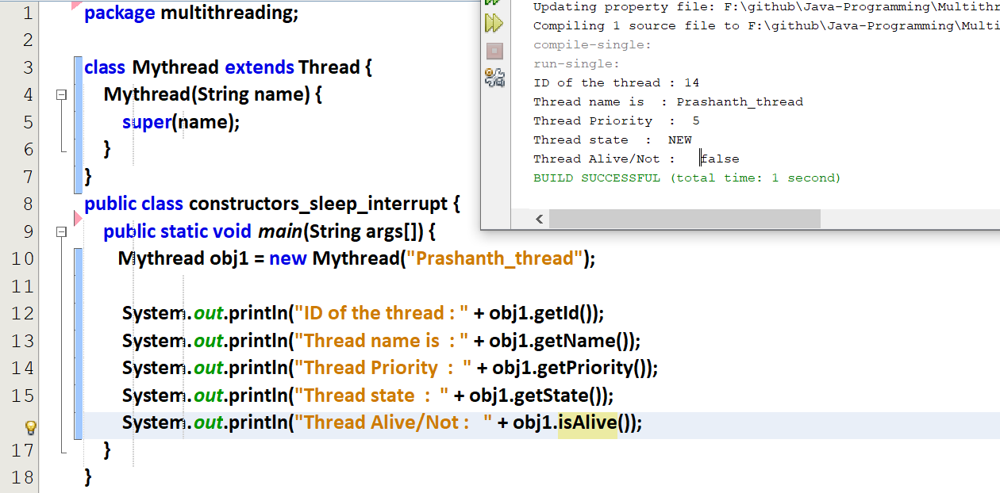 1 package multithreading;
2
3 class Mythread extends Thread {
4 Mythread(String name) {
5 super(name);
6 }
7 }
8 public class constructors_sleep_interrupt {
9 public static void main(String args[]) {
10 Mythread obj1 = new Mythread("Prashanth_thread");
11
12 System.out.println("ID of the thread : " + obj1.getId());
13 System.out.println("Thread name is  : " + obj1.getName());
14 System.out.println("Thread Priority  :  " + obj1.getPriority());
15 System.out.println("Thread state  :  " + obj1.getState());
System.out.println("Thread Alive/Not :   " + obj1.isAlive());
17 }
18 }
Updating property file: F:\github\Java-Programming\Multithr
Compiling 1 source file to F:\github\Java-Programming\Multi
compile-single:
run-single:
ID of the thread : 14
Thread name is  : Prashanth_thread
Thread Priority  :  5
Thread state  :  NEW
Thread Alive/Not :   false
BUILD SUCCESSFUL (total time: 1 second)